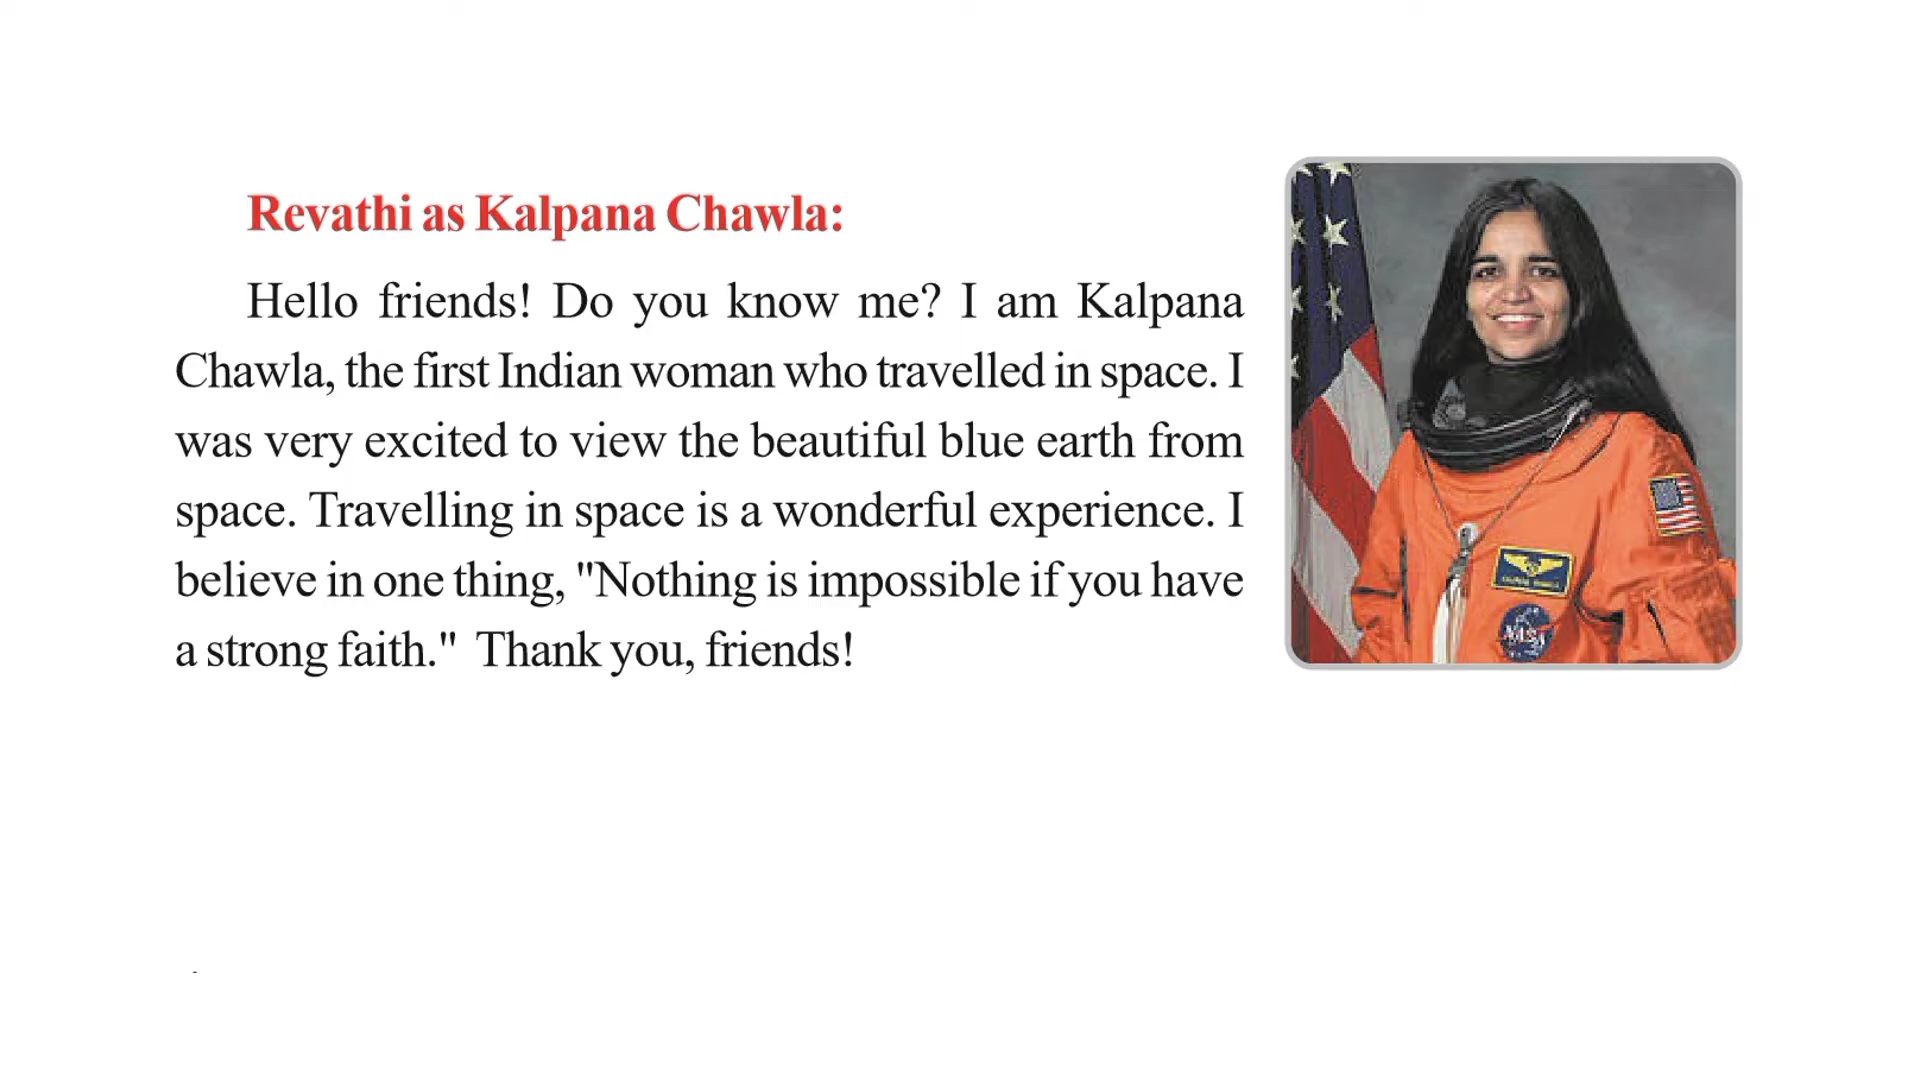 Revathi as Kalpana Chawla:
Hello friends! Do you know me? I am Kalpana
Chawla, the first Indian woman who travelled in space. I
was very excited to view the beautiful blue earth from
space. Travelling in space is a wonderful experience. I
believe in one thing, "Nothing is impossible if you have
a strong faith." Thank you, friends!
NASA